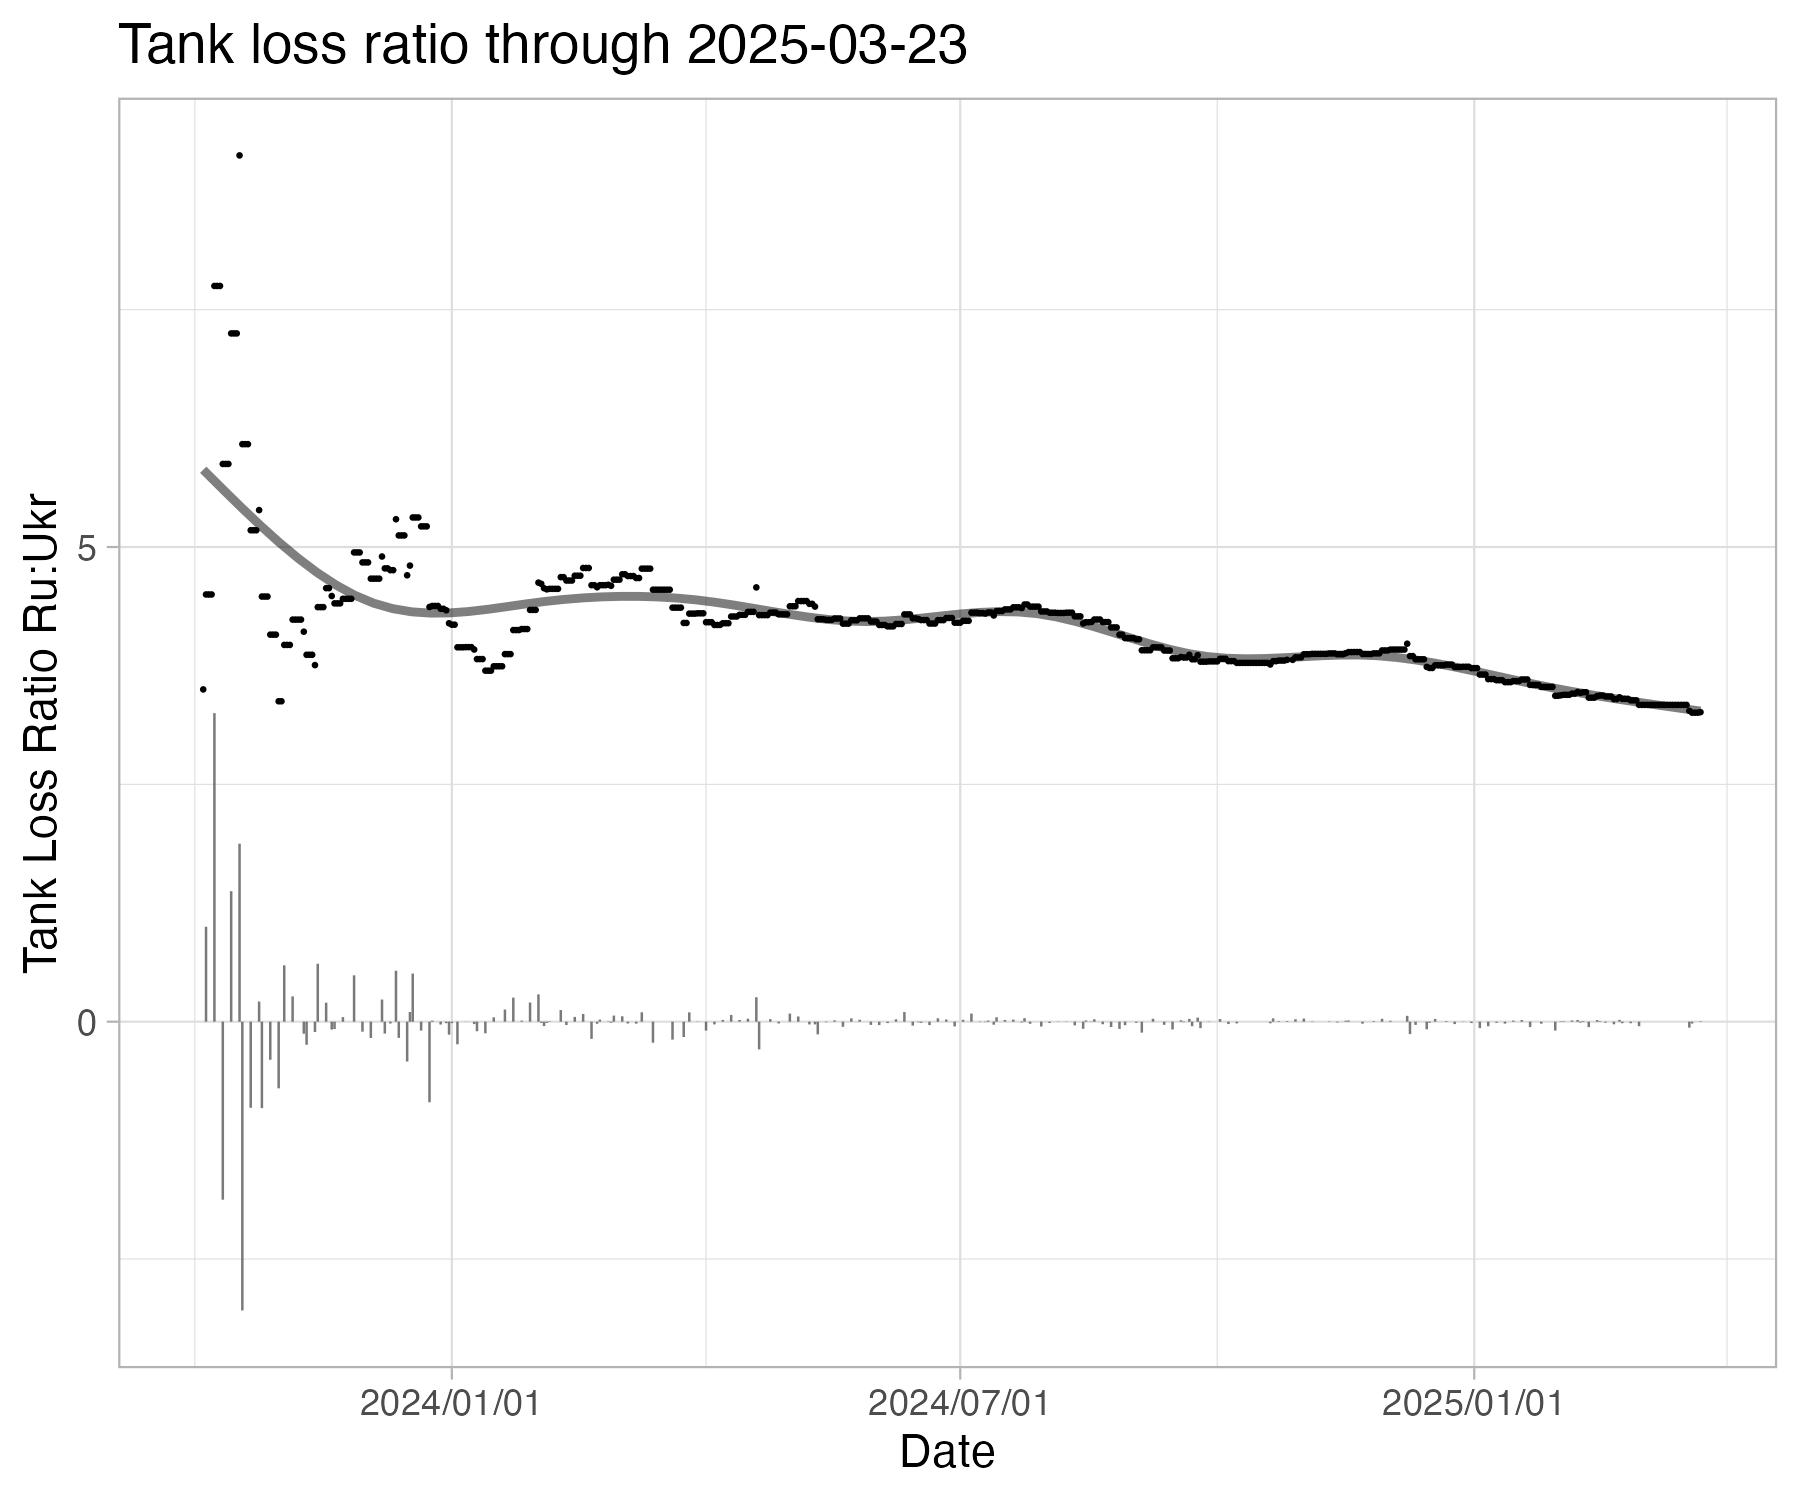 Tank loss ratio through 2025-03-23
Tank Loss Ratio Ru:Ukr
5
0
2024/01/01
2024/07/01
2025/01/01
Date